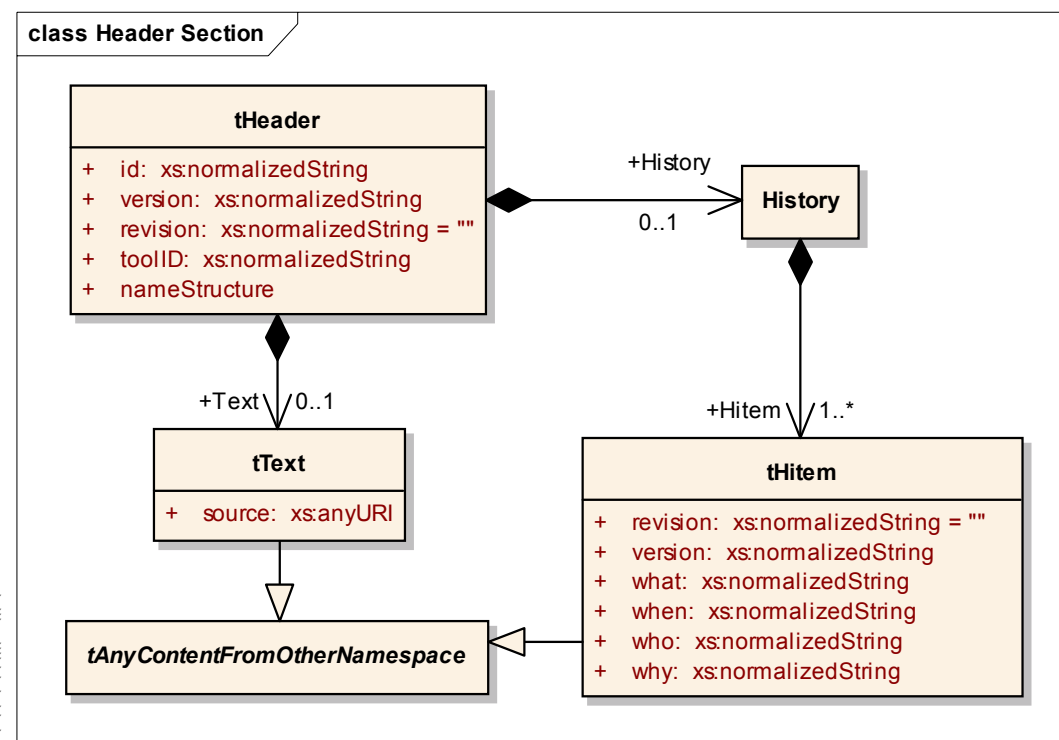 class Header Section
tHeader
+ id: xs:normalizedString
+ version: xs:normalizedString
+ revision: xs:normalizedString = ""
+ toolID: xs:normalizedString
+ nameStructure
+History
0..1
History
+Text 0..1
+Hitem 1..*
tText
+ source: xs:anyURI
tHitem
+ revision: xs:normalizedString = ""
+ version: xs:normalizedString
+ what: xs:normalizedString
+ when: xs:normalizedString
+ who: xs:normalizedString
+ why: xs:normalizedString
tAnyContentFromOtherNamespace